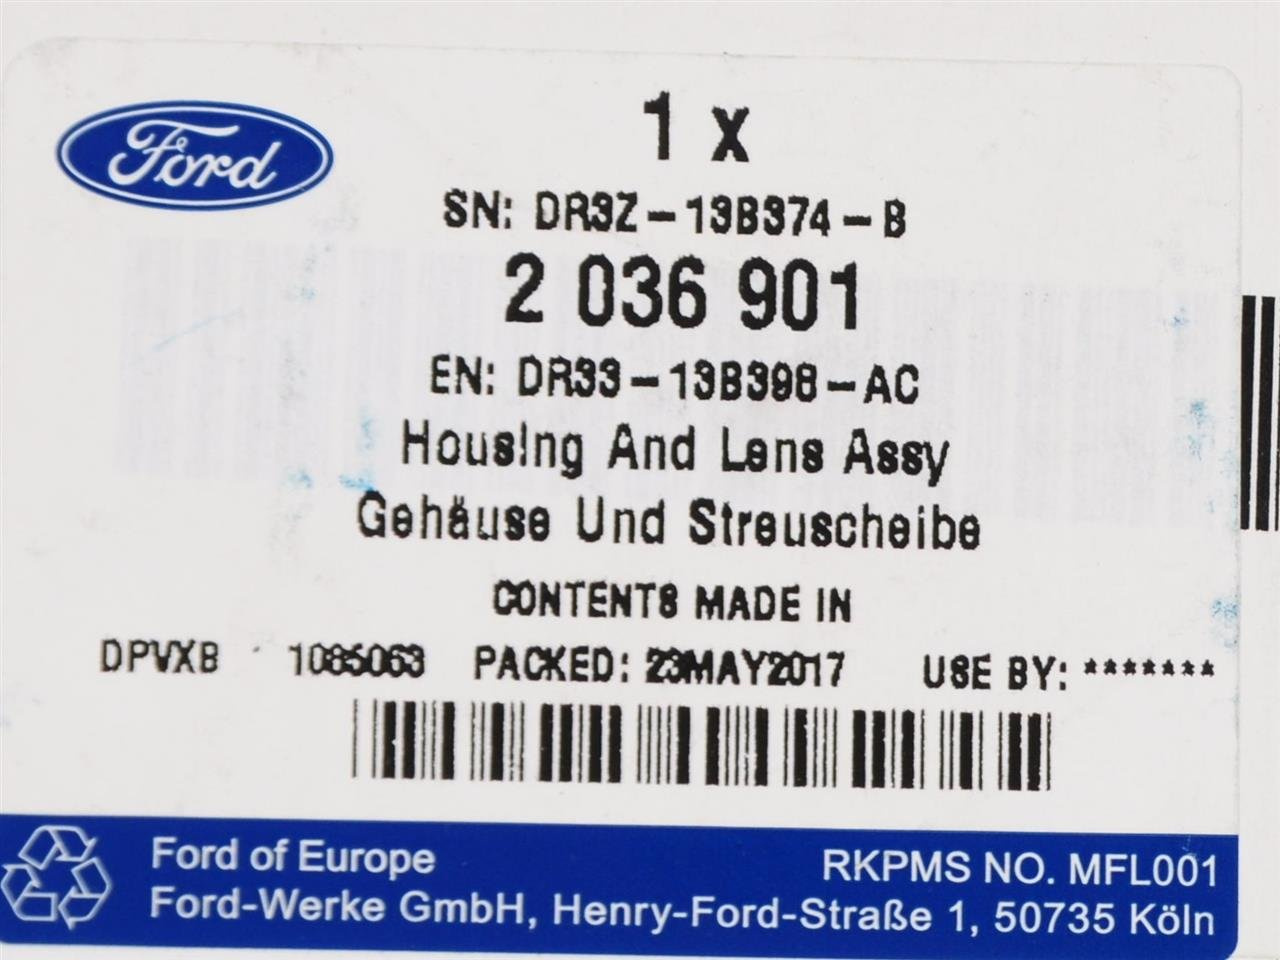 Ford
1 x
SN: DR3Z-13B374-B
2 036 901
EN: DR33-13B398-AC
Housing And Lens Assy
Gehäuse Und Streuscheibe
CONTENTS MADE IN
DPVXB 1085063 PACKED: 23MAY2017 USE BY: *******
Ford of Europe RKPMS NO. MFL001
Ford-Werke GmbH, Henry-Ford-Straße 1, 50735 Köln